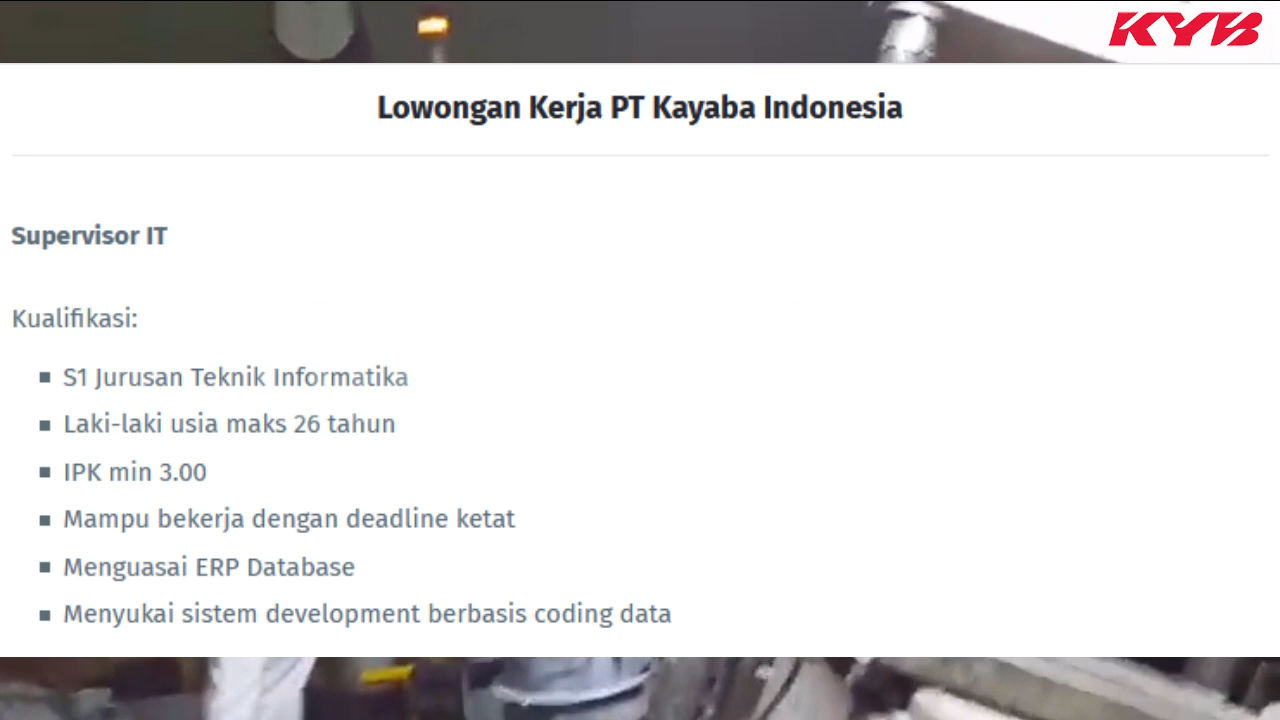 KYB
Lowongan Kerja PT Kayaba Indonesia
Supervisor IT
Kualifikasi:
S1 Jurusan Teknik Informatika
Laki-laki usia maks 26 tahun
IPK min 3.00
Mampu bekerja dengan deadline ketat
Menguasai ERP Database
Menyukai sistem development berbasis coding data